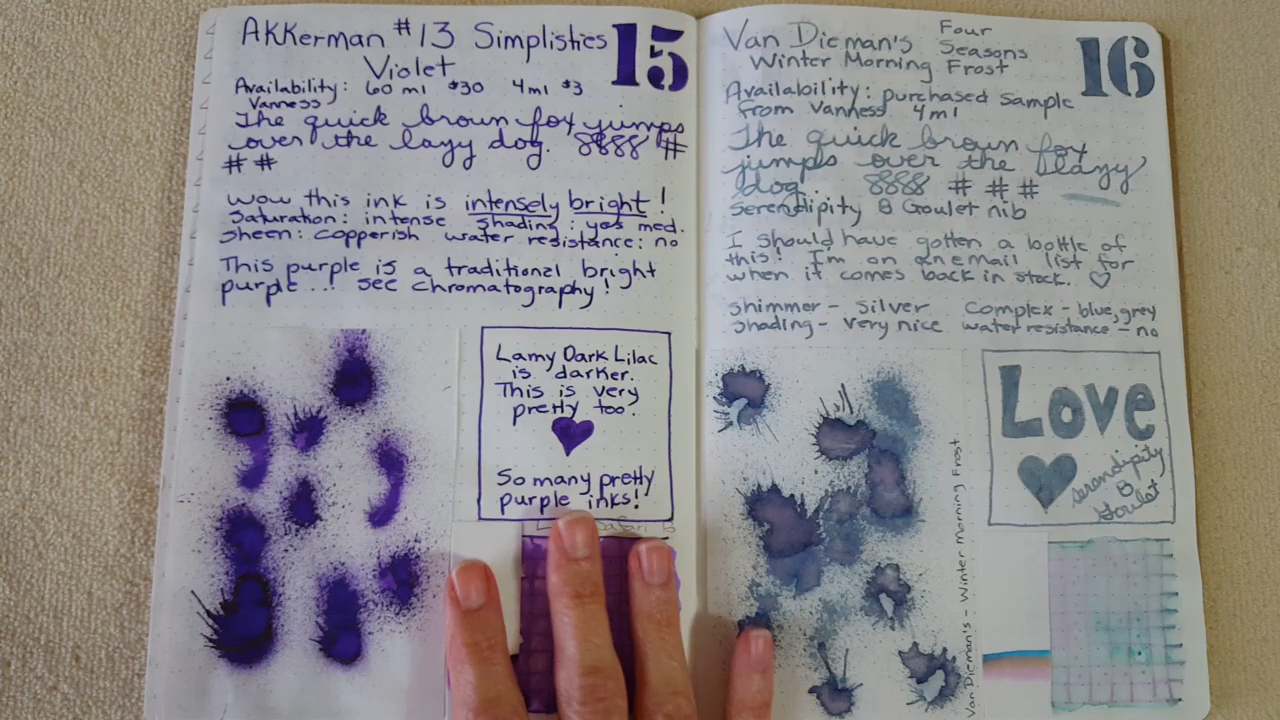 AKKerman #13 Simplisties
Violet
15
Availability: 60 ml $30 4ml $3
Vanness
The quick brown fox jumps
over the lazy dog. 8888 #
# #
Wow this ink is intensely bright!
Saturation: intense shading: yes med.
Sheen: copperish water resistance: no
This purple is a traditional bright
purple...! see chromatography!
Lamy Dark Lilac
is darker.
This is very
pretty too!
So many pretty
purple inks!
Safari B
Van Dieman's Four
Seasons
Winter Morning Frost
16
Availability: purchased sample
from Vanness 4ml
The quick brown fox
jumps over the blazy
dog. 8888 # # #
Serendipity B Goulet nib
I should have gotten a bottle of
this! I'm on an email list for
when it comes back in stock. ♡
Shimmer - silver Complex - blue, grey
Shading - very nice water resistance - no
Love
Serendipity
B
Goulet
Van Dieman's - Winter Morning Frost